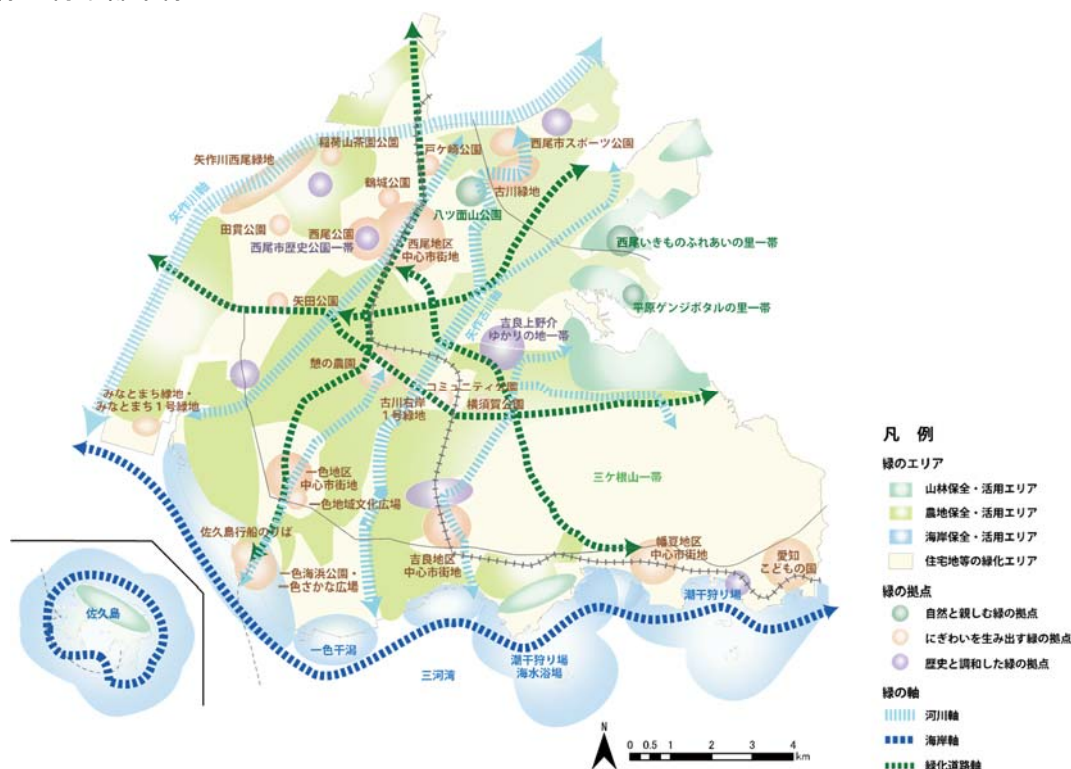 稲荷山茶園公園
戸ケ崎公園
西尾市スポーツ公園
矢作川西尾緑地
鶴城公園
古川緑地
八ツ面山公園
矢作川軸
田貫公園
西尾公園
西尾市歴史公園一帯
西尾地区
中心市街地
西尾いきものふれあいの里一帯
平原ゲンジボタルの里一帯
矢田公園
矢作古川軸
吉良上野介
ゆかりの地一帯
憩の農園
みなとまち緑地・
みなとまち1号緑地
古川右岸
1号緑地
コミュニティ公園
横須賀公園
一色地区
中心市街地
一色地域文化広場
三ケ根山一帯
佐久島行船のりば
吉良地区
中心市街地
幡豆地区
中心市街地
愛知
こどもの国
一色海浜公園・
一色さかな広場
潮干狩り場
佐久島
一色干潟
三河湾
潮干狩り場
海水浴場
N
0 0.5 1 2 3 4
km
凡 例
緑のエリア
山林保全・活用エリア
農地保全・活用エリア
海岸保全・活用エリア
住宅地等の緑化エリア
緑の拠点
自然と親しむ緑の拠点
にぎわいを生み出す緑の拠点
歴史と調和した緑の拠点
緑の軸
河川軸
海岸軸
緑化道路軸